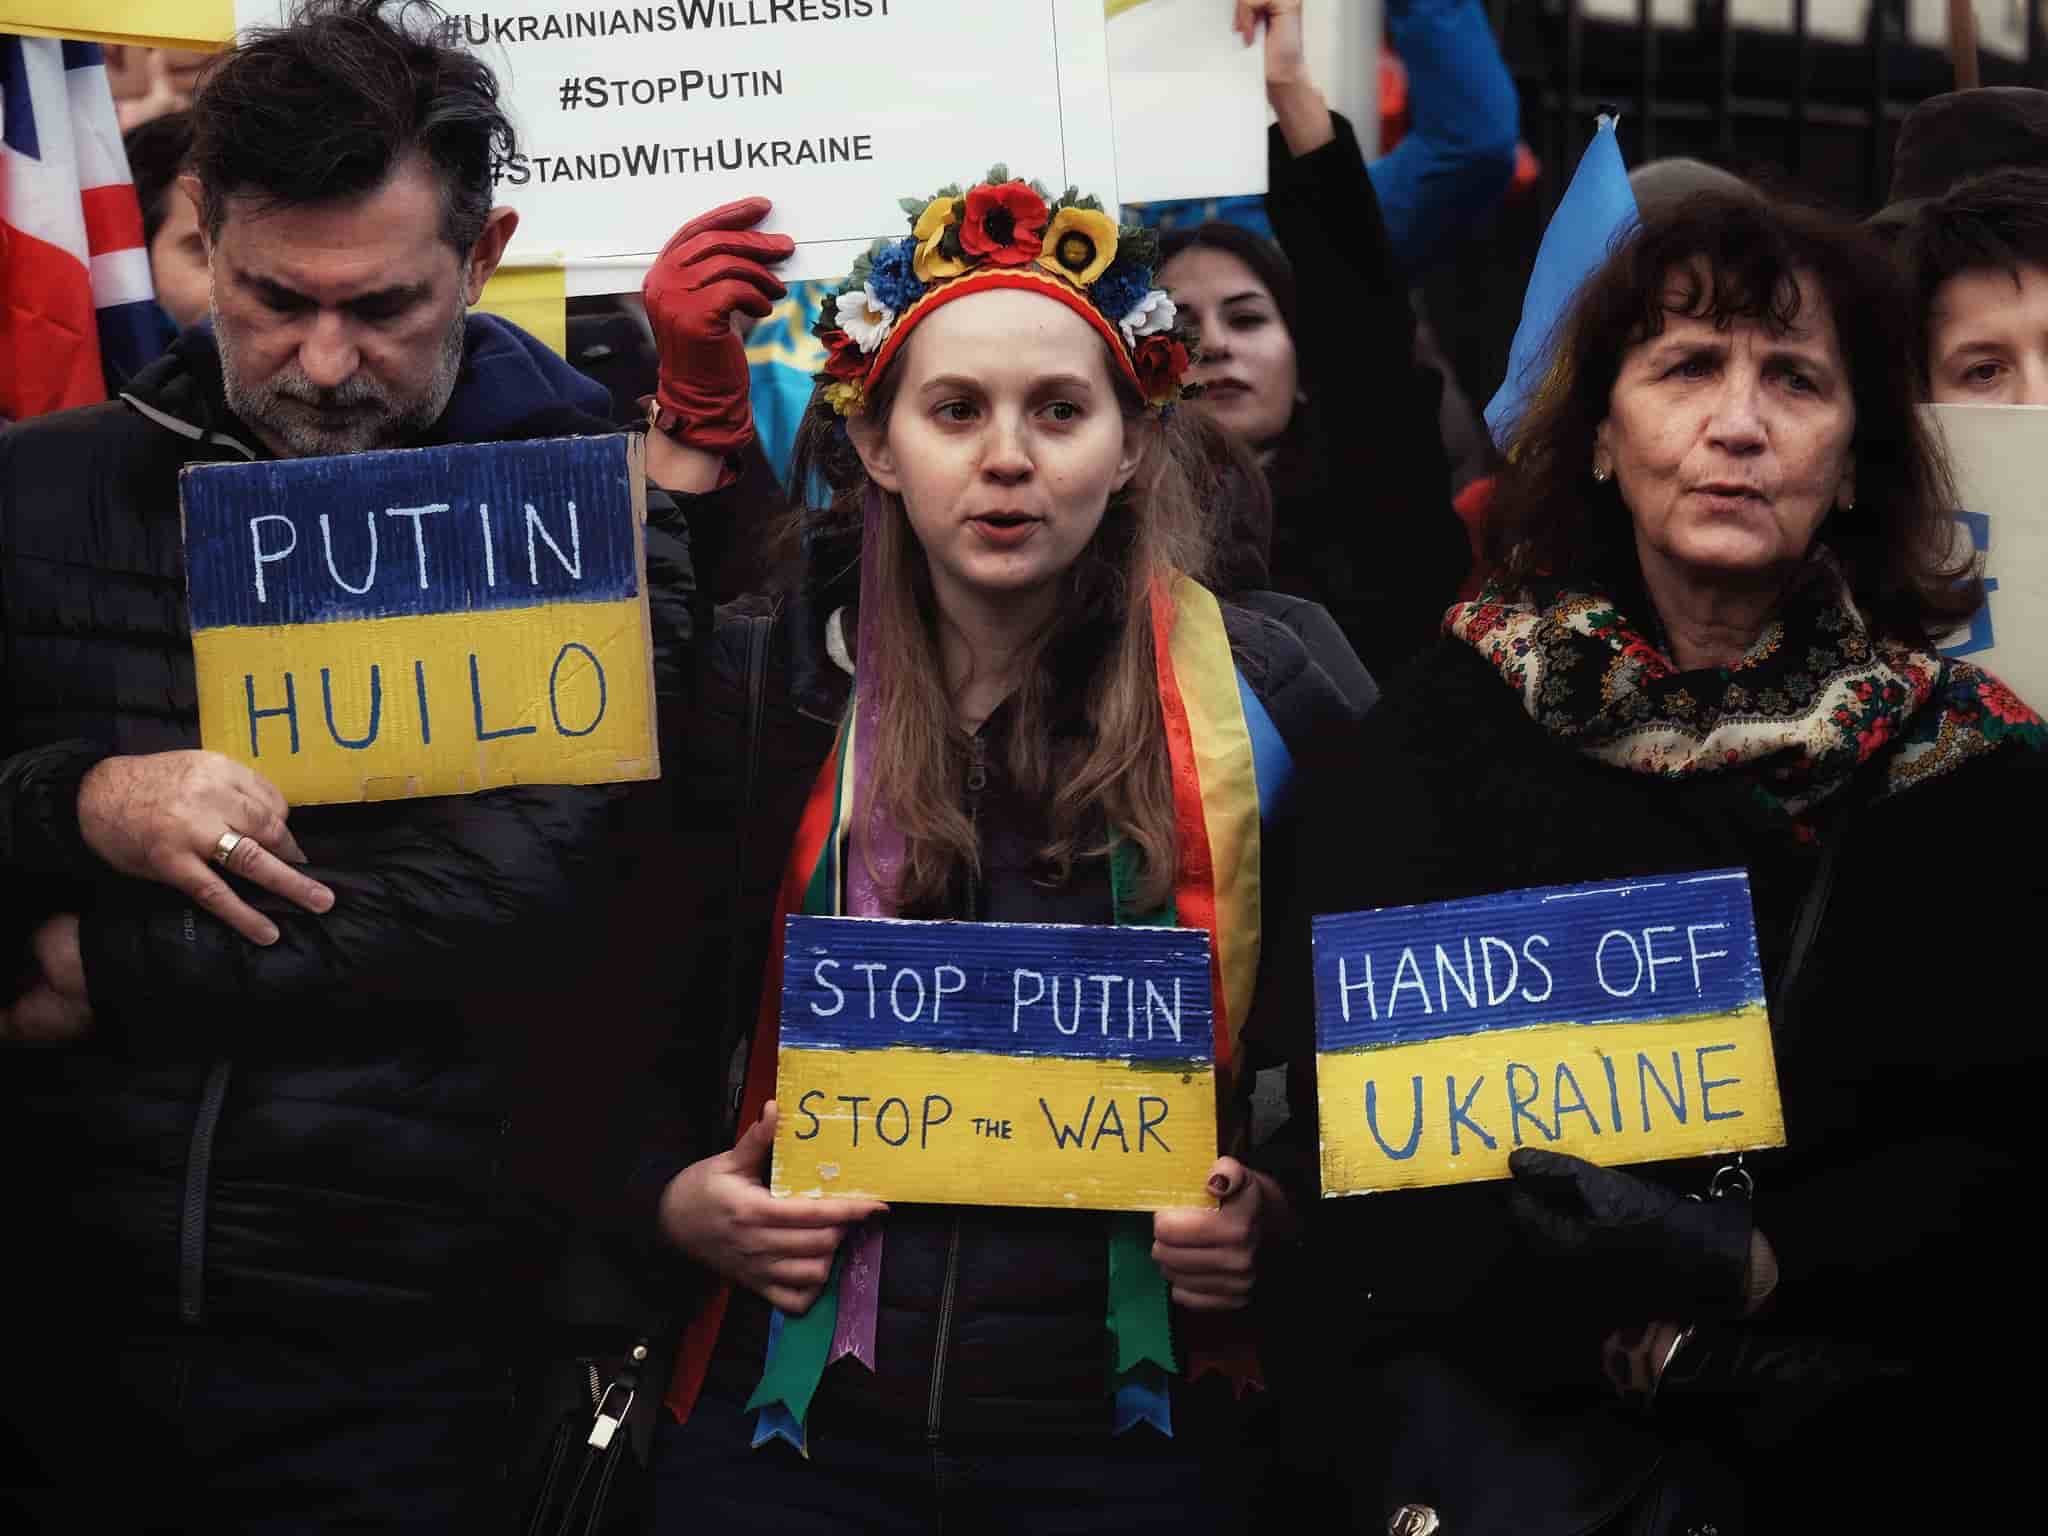 #UKRAINIANSWILLRESIST
#STOPPUTIN
#STANDWITHUKRAINE
PUTIN
HUILO
STOP PUTIN
STOP THE WAR
HANDS OFF
UKRAINE